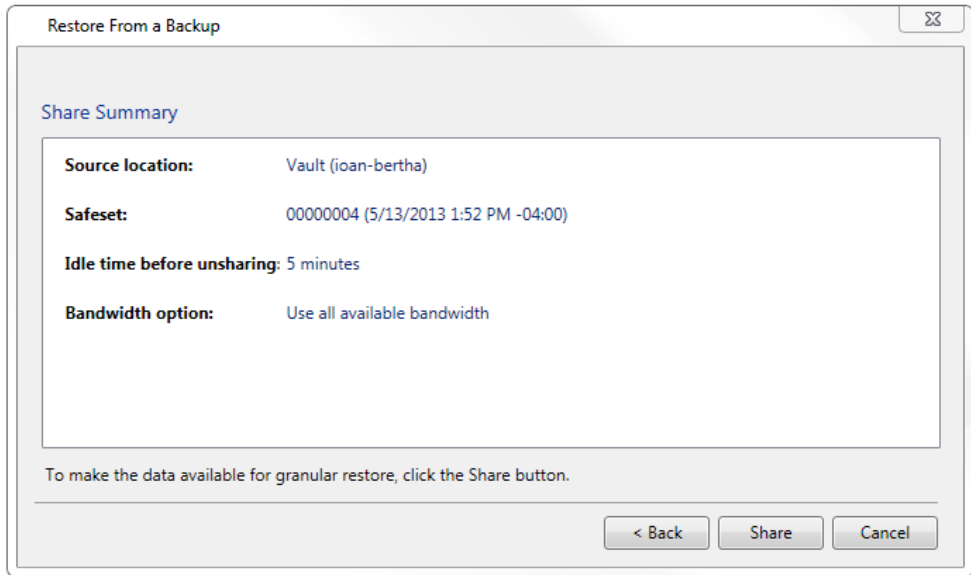 Restore From a Backup
Share Summary
Source location: Vault (ioan-bertha)
Safeset: 00000004 (5/13/2013 1:52 PM -04:00)
Idle time before unsharing: 5 minutes
Bandwidth option: Use all available bandwidth
To make the data available for granular restore, click the Share button.
< Back Share Cancel